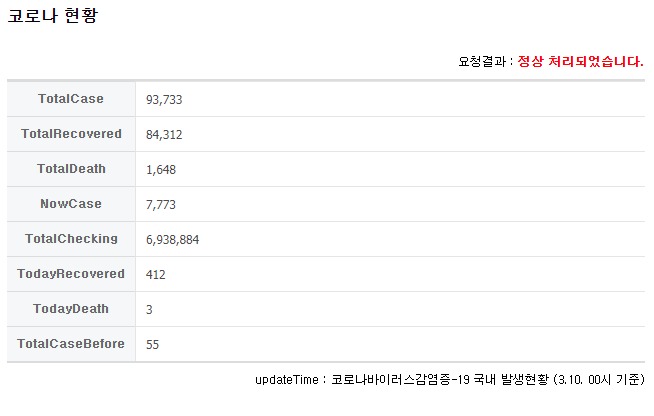 코로나 현황
요청결과 : 정상 처리되었습니다.
TotalCase 93,733
TotalRecovered 84,312
TotalDeath 1,648
NowCase 7,773
TotalChecking 6,938,884
TodayRecovered 412
TodayDeath 3
TotalCaseBefore 55
updateTime : 코로나바이러스감염증-19 국내 발생현황 (3.10. 00시 기준)